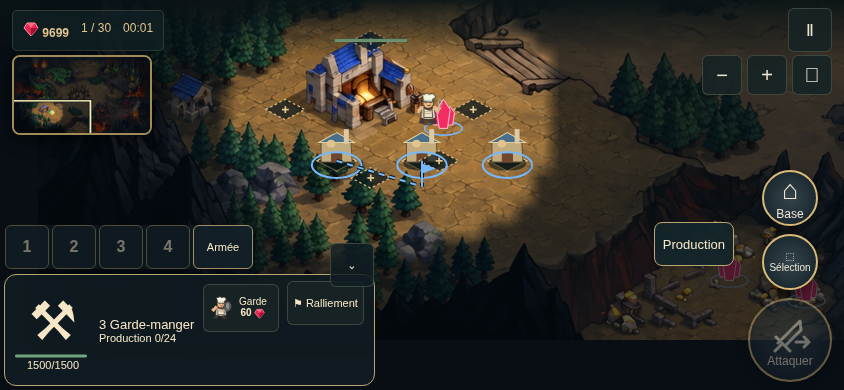 9699 1 / 30 00:01
Base
Production
Sélection
1 2 3 4 Armée
Garde
60
Ralliement
3 Garde-manger
Production 0/24
1500/1500
Attaquer